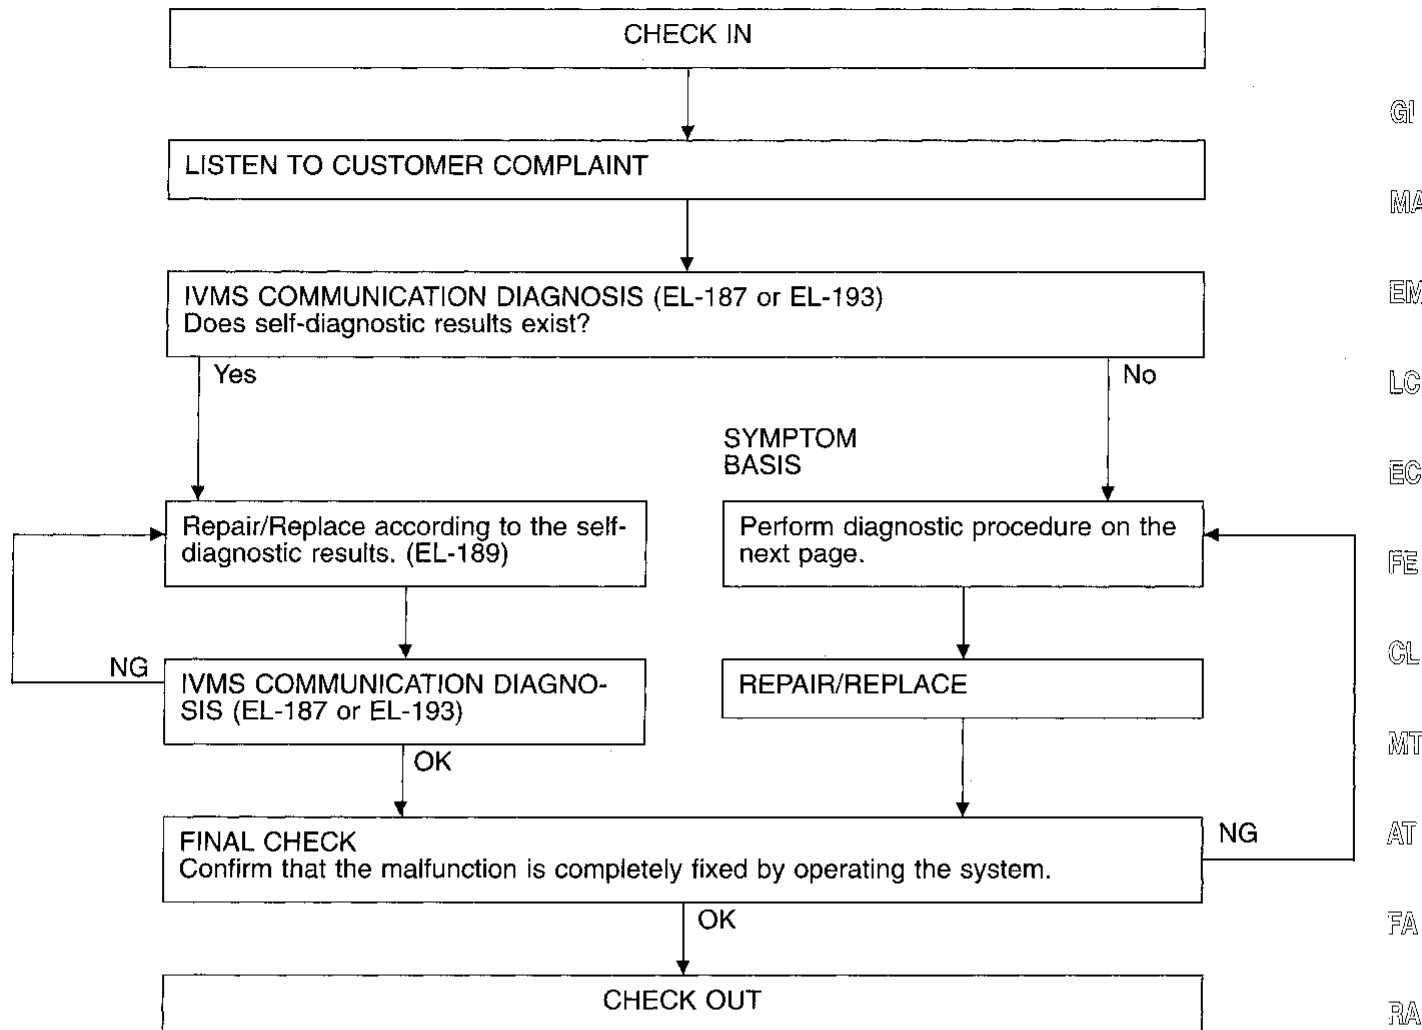 CHECK IN
LISTEN TO CUSTOMER COMPLAINT
IVMS COMMUNICATION DIAGNOSIS (EL-187 or EL-193)
Does self-diagnostic results exist?
Yes
No
SYMPTOM
BASIS
Repair/Replace according to the self-
diagnostic results. (EL-189)
Perform diagnostic procedure on the
next page.
NG
IVMS COMMUNICATION DIAGNO-
SIS (EL-187 or EL-193)
REPAIR/REPLACE
OK
FINAL CHECK
Confirm that the malfunction is completely fixed by operating the system.
NG
OK
CHECK OUT
GI
MA
EM
LC
EC
FE
CL
MT
AT
FA
RA